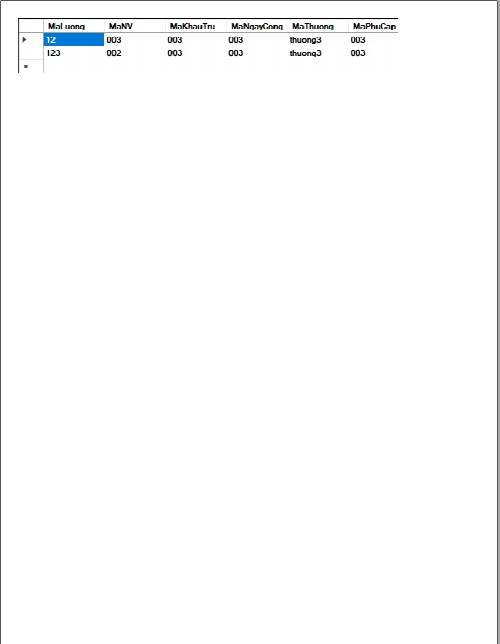 MaLuong MaNV MaKhauTru MaNgayCong MaThuong MaPhuCap
12 003 003 003 thuong3 003
123 002 003 003 thuong3 003